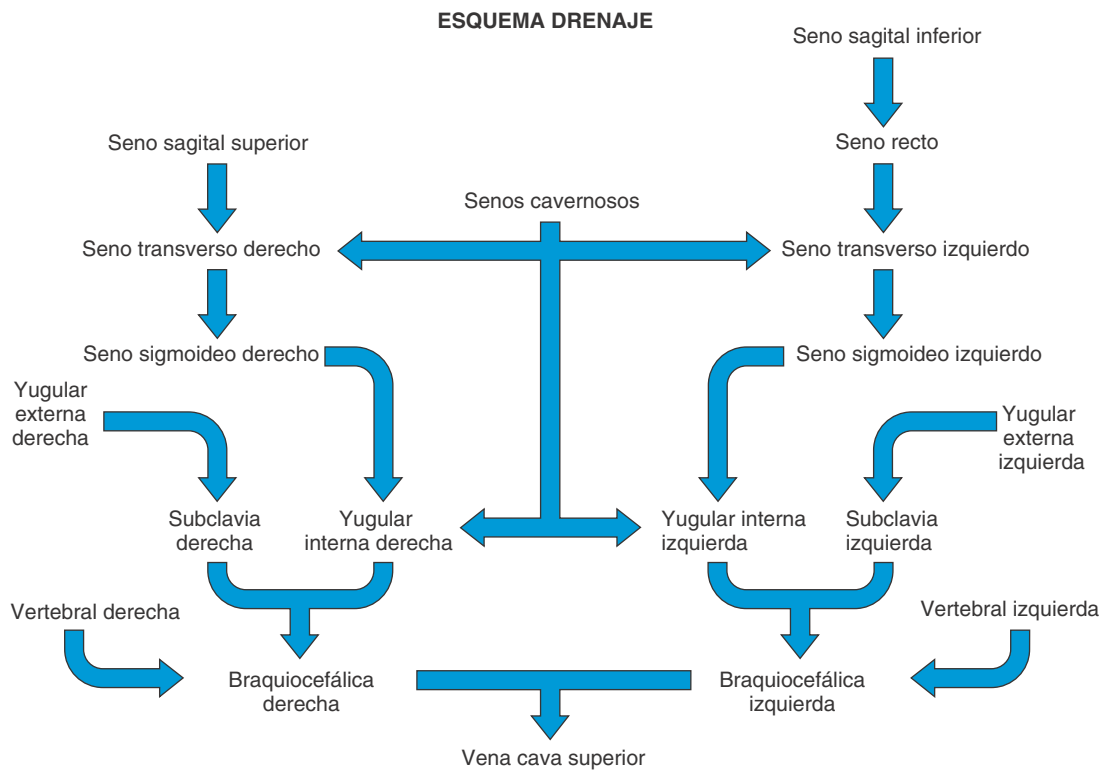 ESQUEMA DRENAJE
Seno sagital inferior
Seno sagital superior
Seno recto
Senos cavernosos
Seno transverso derecho
Seno transverso izquierdo
Seno sigmoideo derecho
Seno sigmoideo izquierdo
Yugular
externa
derecha
Yugular
externa
izquierda
Subclavia
derecha
Yugular
interna derecha
Yugular interna
izquierda
Subclavia
izquierda
Vertebral derecha
Vertebral izquierda
Braquiocefálica
derecha
Braquiocefálica
izquierda
Vena cava superior